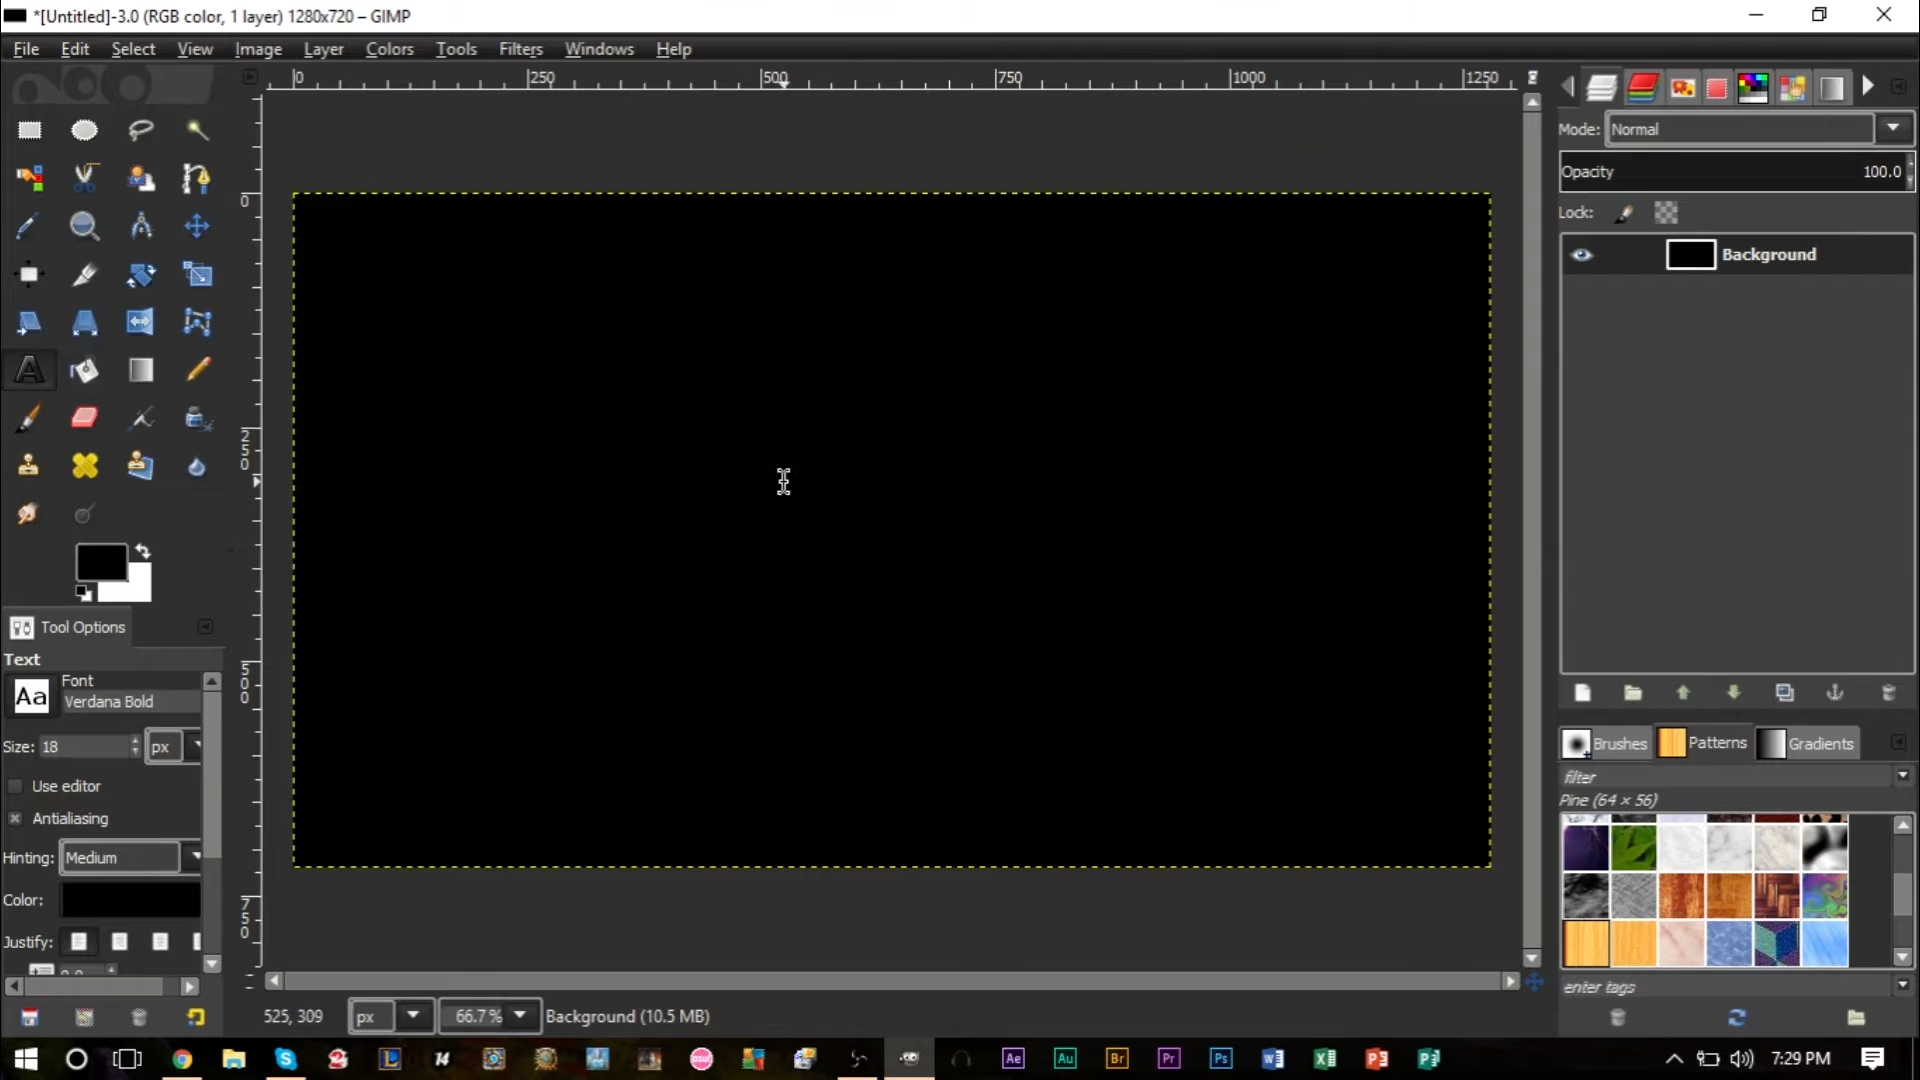 *[Untitled]-3.0 (RGB color, 1 layer) 1280x720 – GIMP
File Edit Select View Image Layer Colors Tools Filters Windows Help
0 250 500 750 1000 1250
0
250
500
750
Mode: Normal
Opacity 100.0
Lock:
Background
Tool Options
Text
Font
Aa Verdana Bold
Size: 18 px
Use editor
Antialiasing
Hinting: Medium
Color:
Justify:
Brushes Patterns Gradients
filter
Pine (64 × 56)
enter tags
525, 309 px 66.7 % Background (10.5 MB)
Ae Au Br Pr Ps 7:29 PM